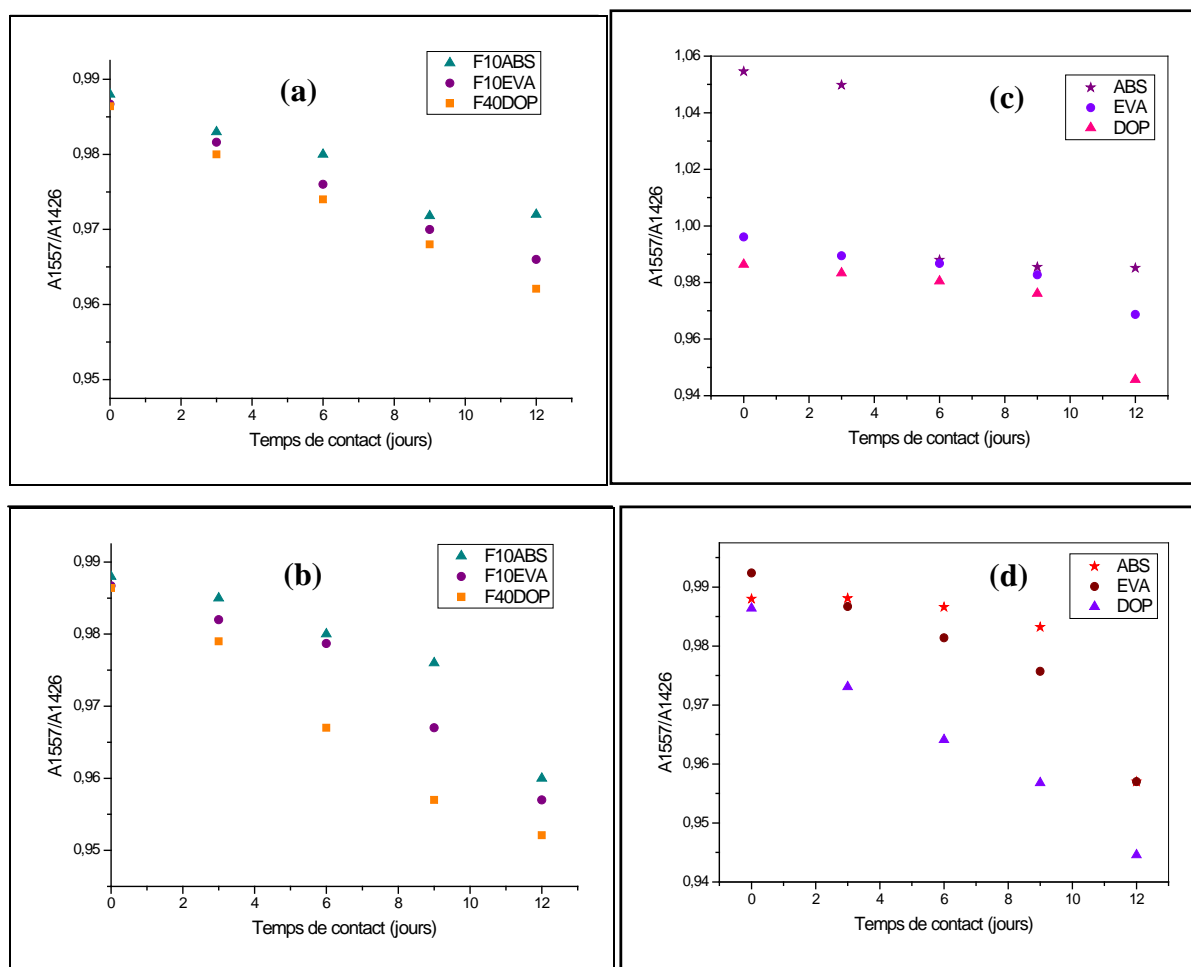 (a)
F10ABS
F10EVA
F40DOP
0,99
0,98
0,97
0,96
0,95
A1557/A1426
0 2 4 6 8 10 12
Temps de contact (jours)
(c)
ABS
EVA
DOP
1,06
1,04
1,02
1,00
0,98
0,96
0,94
A1557/A1426
0 2 4 6 8 10 12
Temps de contact (jours)
(b)
F10ABS
F10EVA
F40DOP
0,99
0,98
0,97
0,96
0,95
A1557/A1426
0 2 4 6 8 10 12
Temps de contact (jours)
(d)
ABS
EVA
DOP
0,99
0,98
0,97
0,96
0,95
0,94
A1557/A1426
0 2 4 6 8 10 12
Temps de contact (jours)